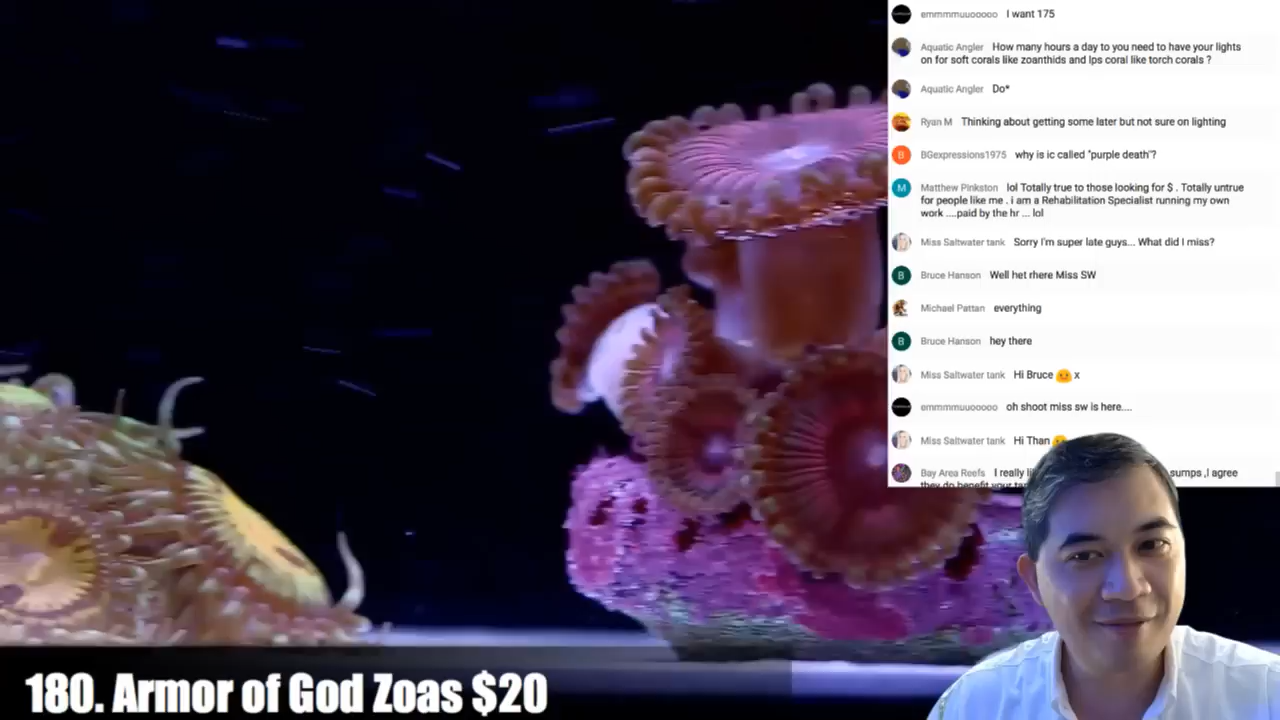 emmmmuuooooo I want 175
Aquatic Angler How many hours a day to you need to have your lights
on for soft corals like zoanthids and lps coral like torch corals ?
Aquatic Angler Do*
Ryan M Thinking about getting some later but not sure on lighting
B BGexpressions1975 why is ic called "purple death"?
M Matthew Pinkston lol Totally true to those looking for $ . Totally untrue
for people like me . i am a Rehabilitation Specialist running my own
work ....paid by the hr ... lol
Miss Saltwater tank Sorry I'm super late guys... What did I miss?
B Bruce Hanson Well het rhere Miss SW
Michael Pattan everything
B Bruce Hanson hey there
Miss Saltwater tank Hi Bruce 🤗 x
emmmmuuooooo oh shoot miss sw is here....
Miss Saltwater tank Hi Than
Bay Area Reefs I really sumps ,I agree
they do benefit your
180. Armor of God Zoas $20